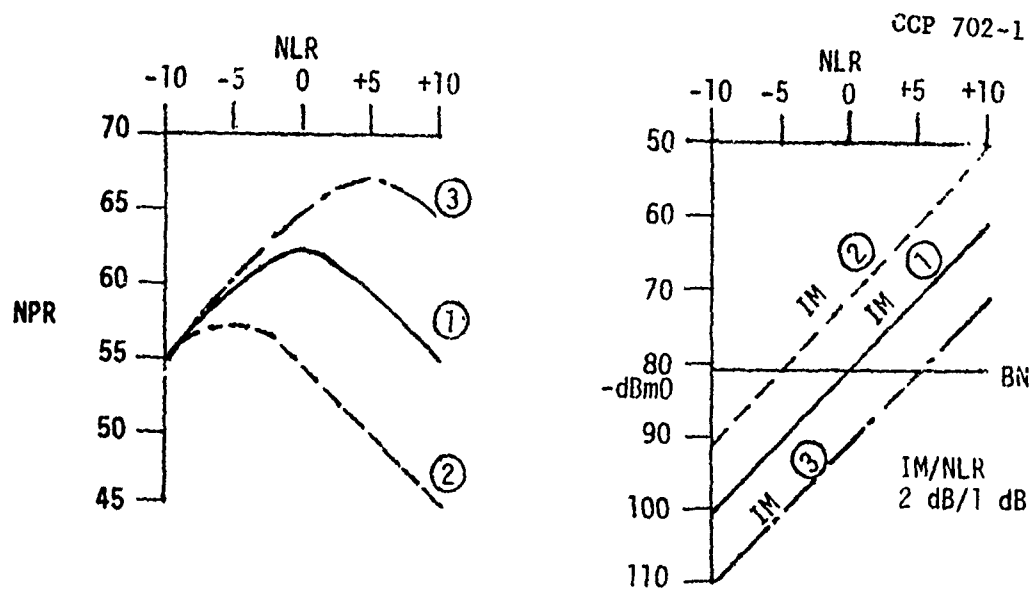 CCP 702-1
NLR
-10 -5 0 +5 +10
70
65
60
55
50
45
NPR
③
①
②
NLR
-10 -5 0 +5 +10
50
60
70
80
-dBm0
90
100
110
IM ②
IM ①
IM ③
BN
IM/NLR
2 dB/1 dB